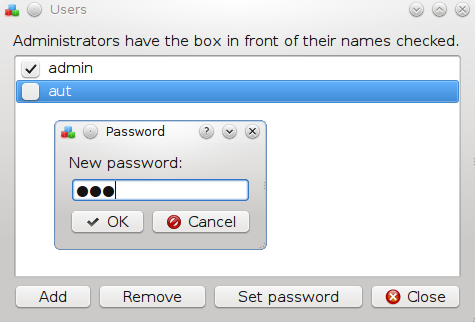 Users
Administrators have the box in front of their names checked.
admin
aut
Password
?
New password:
●●●
OK
Cancel
Add
Remove
Set password
Close